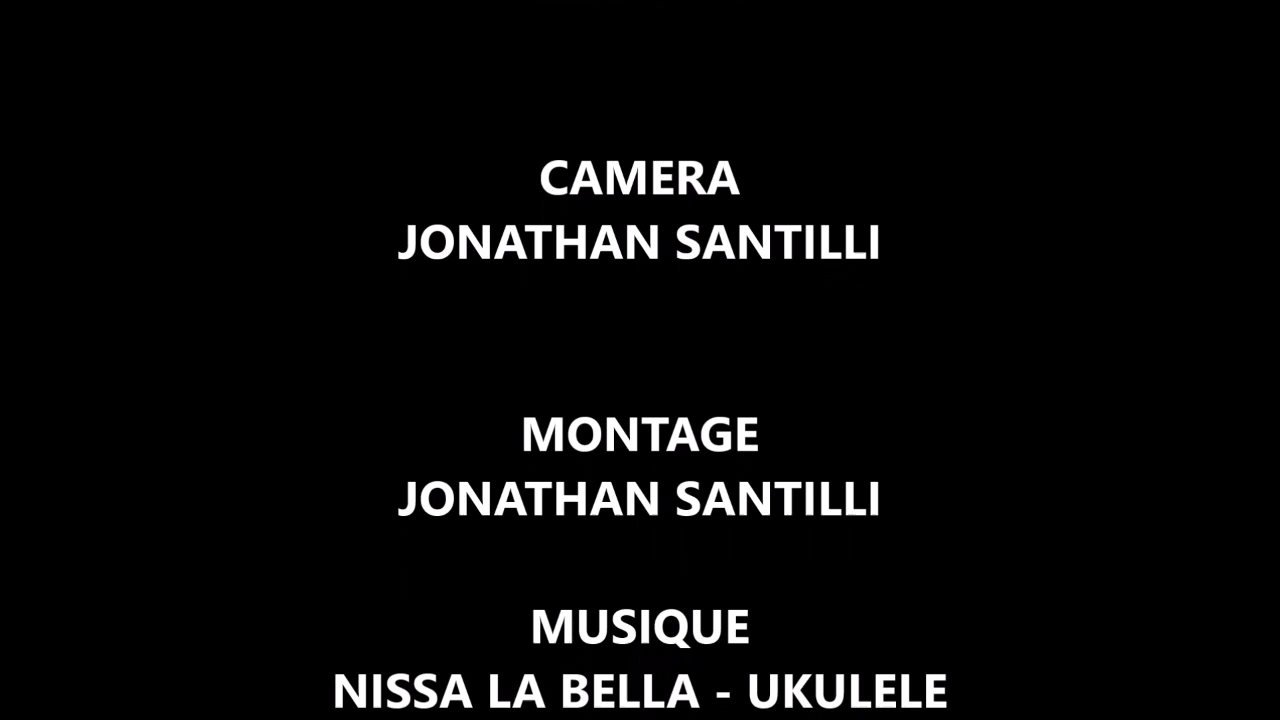 CAMERA
JONATHAN SANTILLI
MONTAGE
JONATHAN SANTILLI
MUSIQUE
NISSA LA BELLA - UKULELE